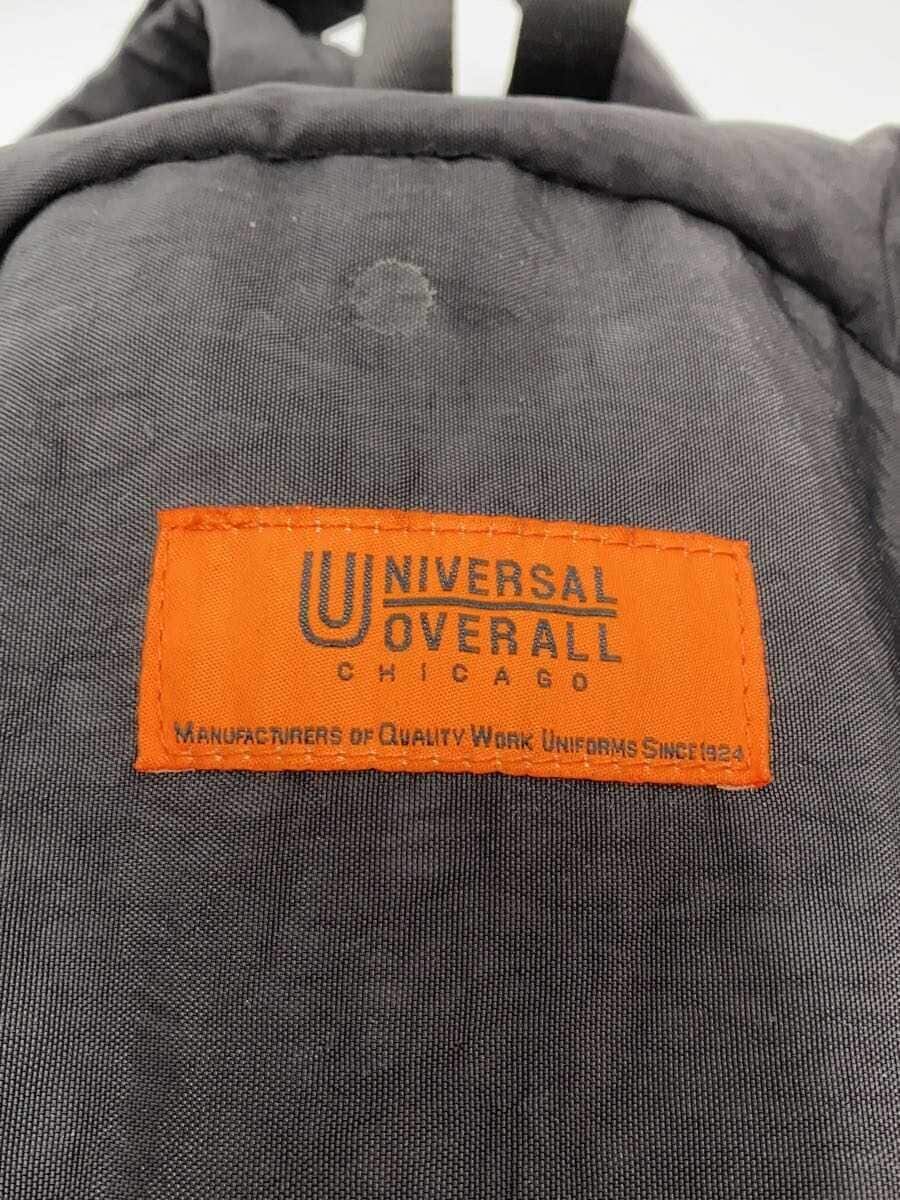 UNIVERSAL
OVERALL
CHICAGO
MANUFACTURERS OF QUALITY WORK UNIFORMS SINCE 1924